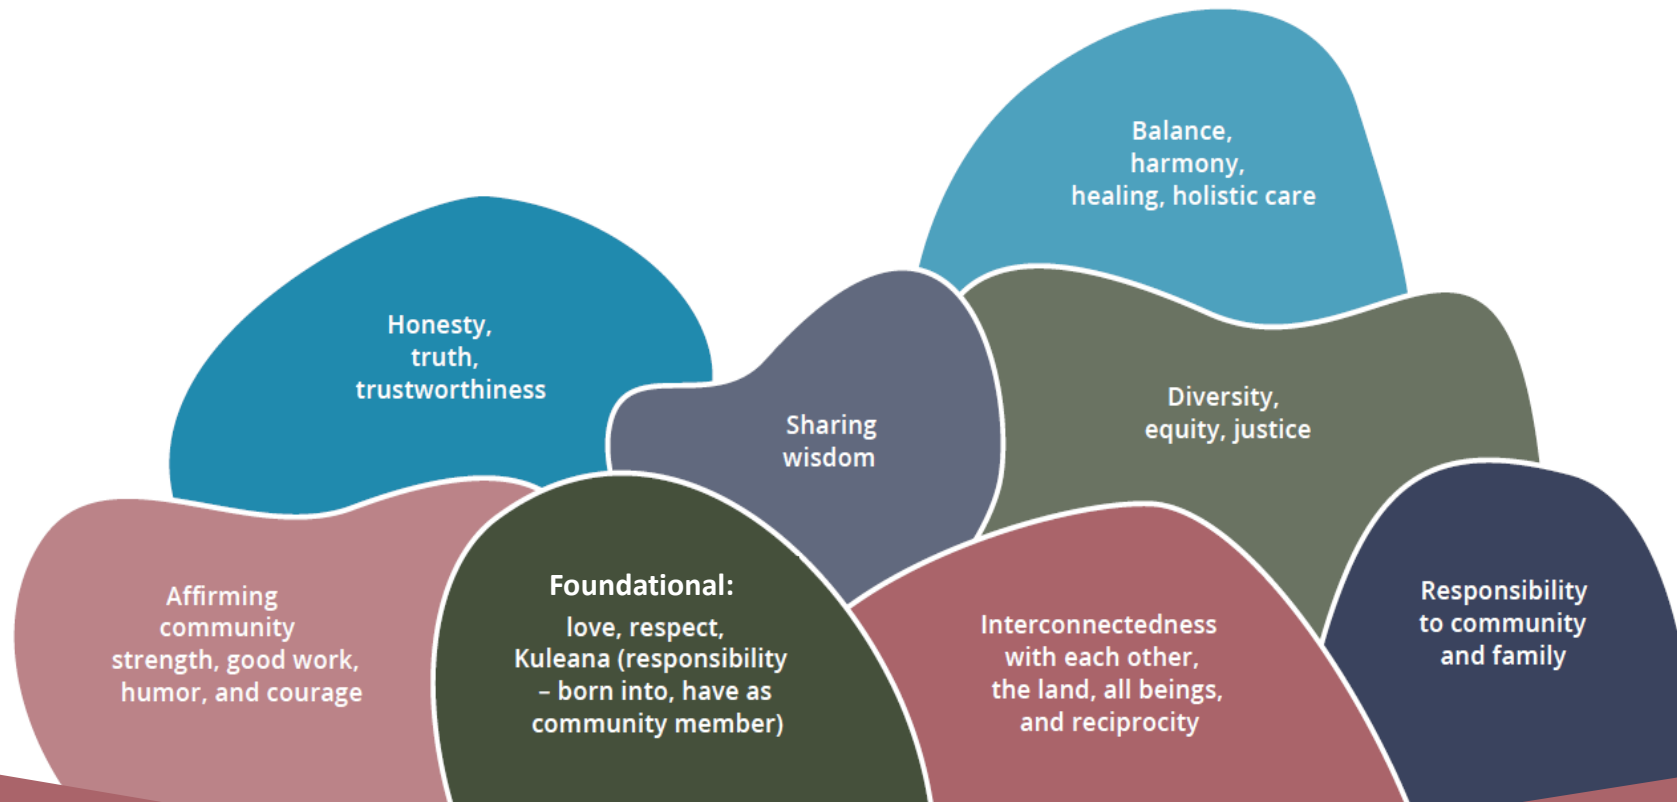 Balance,
harmony,
healing, holistic care
Honesty,
truth,
trustworthiness
Sharing
wisdom
Diversity,
equity, justice
Affirming
community
strength, good work,
humor, and courage
Foundational:
love, respect,
Kuleana (responsibility
– born into, have as
community member)
Interconnectedness
with each other,
the land, all beings,
and reciprocity
Responsibility
to community
and family